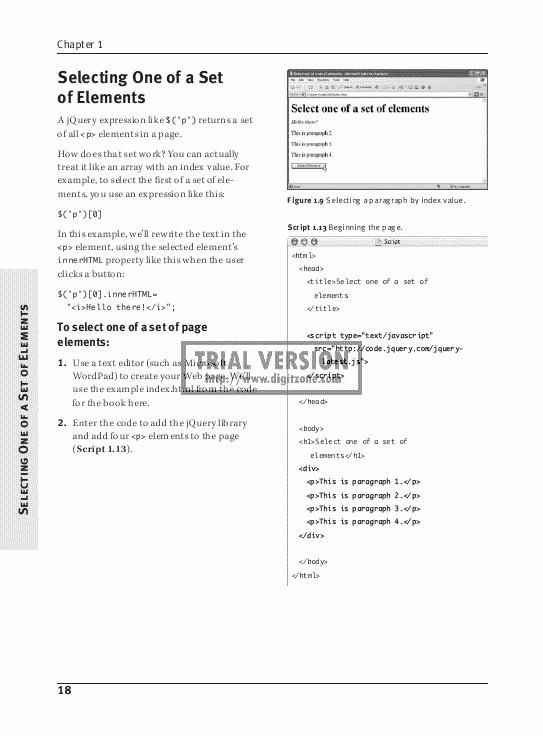 Chapter 1
Selecting One of a Set
of Elements
A jQuery expression like $("p") returns a set
of all <p> elements in a page.
How does that set work? You can actually
treat it like an array with an index value. For
example, to select the first of a set of ele-
ments, you use an expression like this:
$("p")[0]
In this example, we'll rewrite the text in the
<p> element, using the selected element's
innerHTML property like this when the user
clicks a button:
$("p")[0].innerHTML=
"<i>Hello there!</i>";
To select one of a set of page
elements:
1. Use a text editor (such as Microsoft
WordPad) to create your Web page. We'll
use the example index.html from the code
for the book here.
2. Enter the code to add the jQuery library
and add four <p> elements to the page
(Script 1.13).
Select one of a set of elements
Hello there!
This is paragraph 2.
This is paragraph 3.
This is paragraph 4.
Figure 1.9 Selecting a paragraph by index value.
Script 1.13 Beginning the page.
Script
<html>
<head>
<title>Select one of a set of
elements
</title>
<script type="text/javascript"
src="http://code.jquery.com/jquery-
latest.js">
</script>
</head>
<body>
<h1>Select one of a set of
elements</h1>
<div>
<p>This is paragraph 1.</p>
<p>This is paragraph 2.</p>
<p>This is paragraph 3.</p>
<p>This is paragraph 4.</p>
</div>
</body>
</html>
TRIAL VERSION
http://www.digitzone.com
Selecting One of a Set of Elements
18